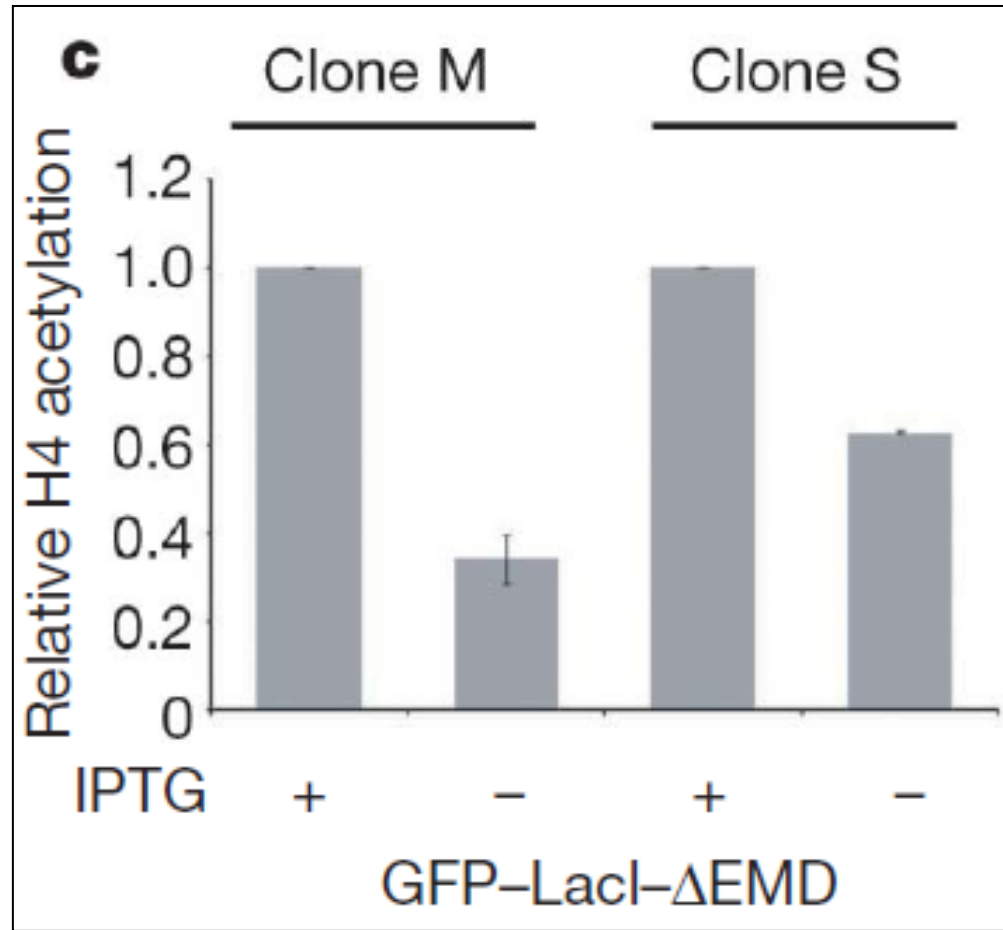 c
Clone M Clone S
Relative H4 acetylation
1.2
1.0
0.8
0.6
0.4
0.2
0
IPTG + − + −
GFP–LacI–ΔEMD